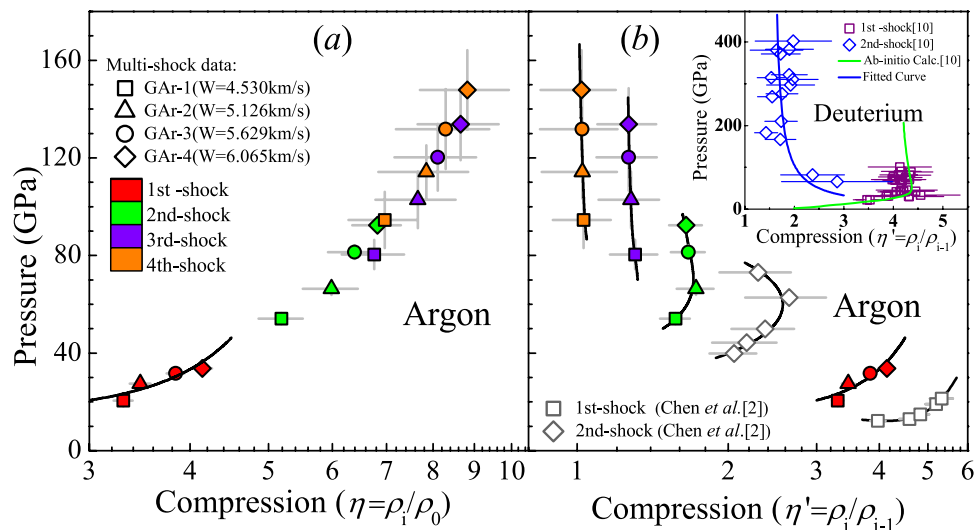 (a)
Multi-shock data:
GAr-1(W=4.530km/s)
GAr-2(W=5.126km/s)
GAr-3(W=5.629km/s)
GAr-4(W=6.065km/s)
1st -shock
2nd-shock
3rd-shock
4th-shock
Argon
Pressure (GPa)
160
120
80
40
0
3 4 5 6 7 8 9 10
Compression (η=ρi/ρ0)
(b)
1st-shock[10]
2nd-shock[10]
Ab-initio Calc.[10]
Fitted Curve
Deuterium
Pressure (GPa)
400
200
0
1 2 3 4 5
Compression (η'=ρi/ρi-1)
Argon
1st-shock (Chen et al.[2])
2nd-shock (Chen et al.[2])
1 2 3 4 5 6
Compression (η'=ρi/ρi-1)